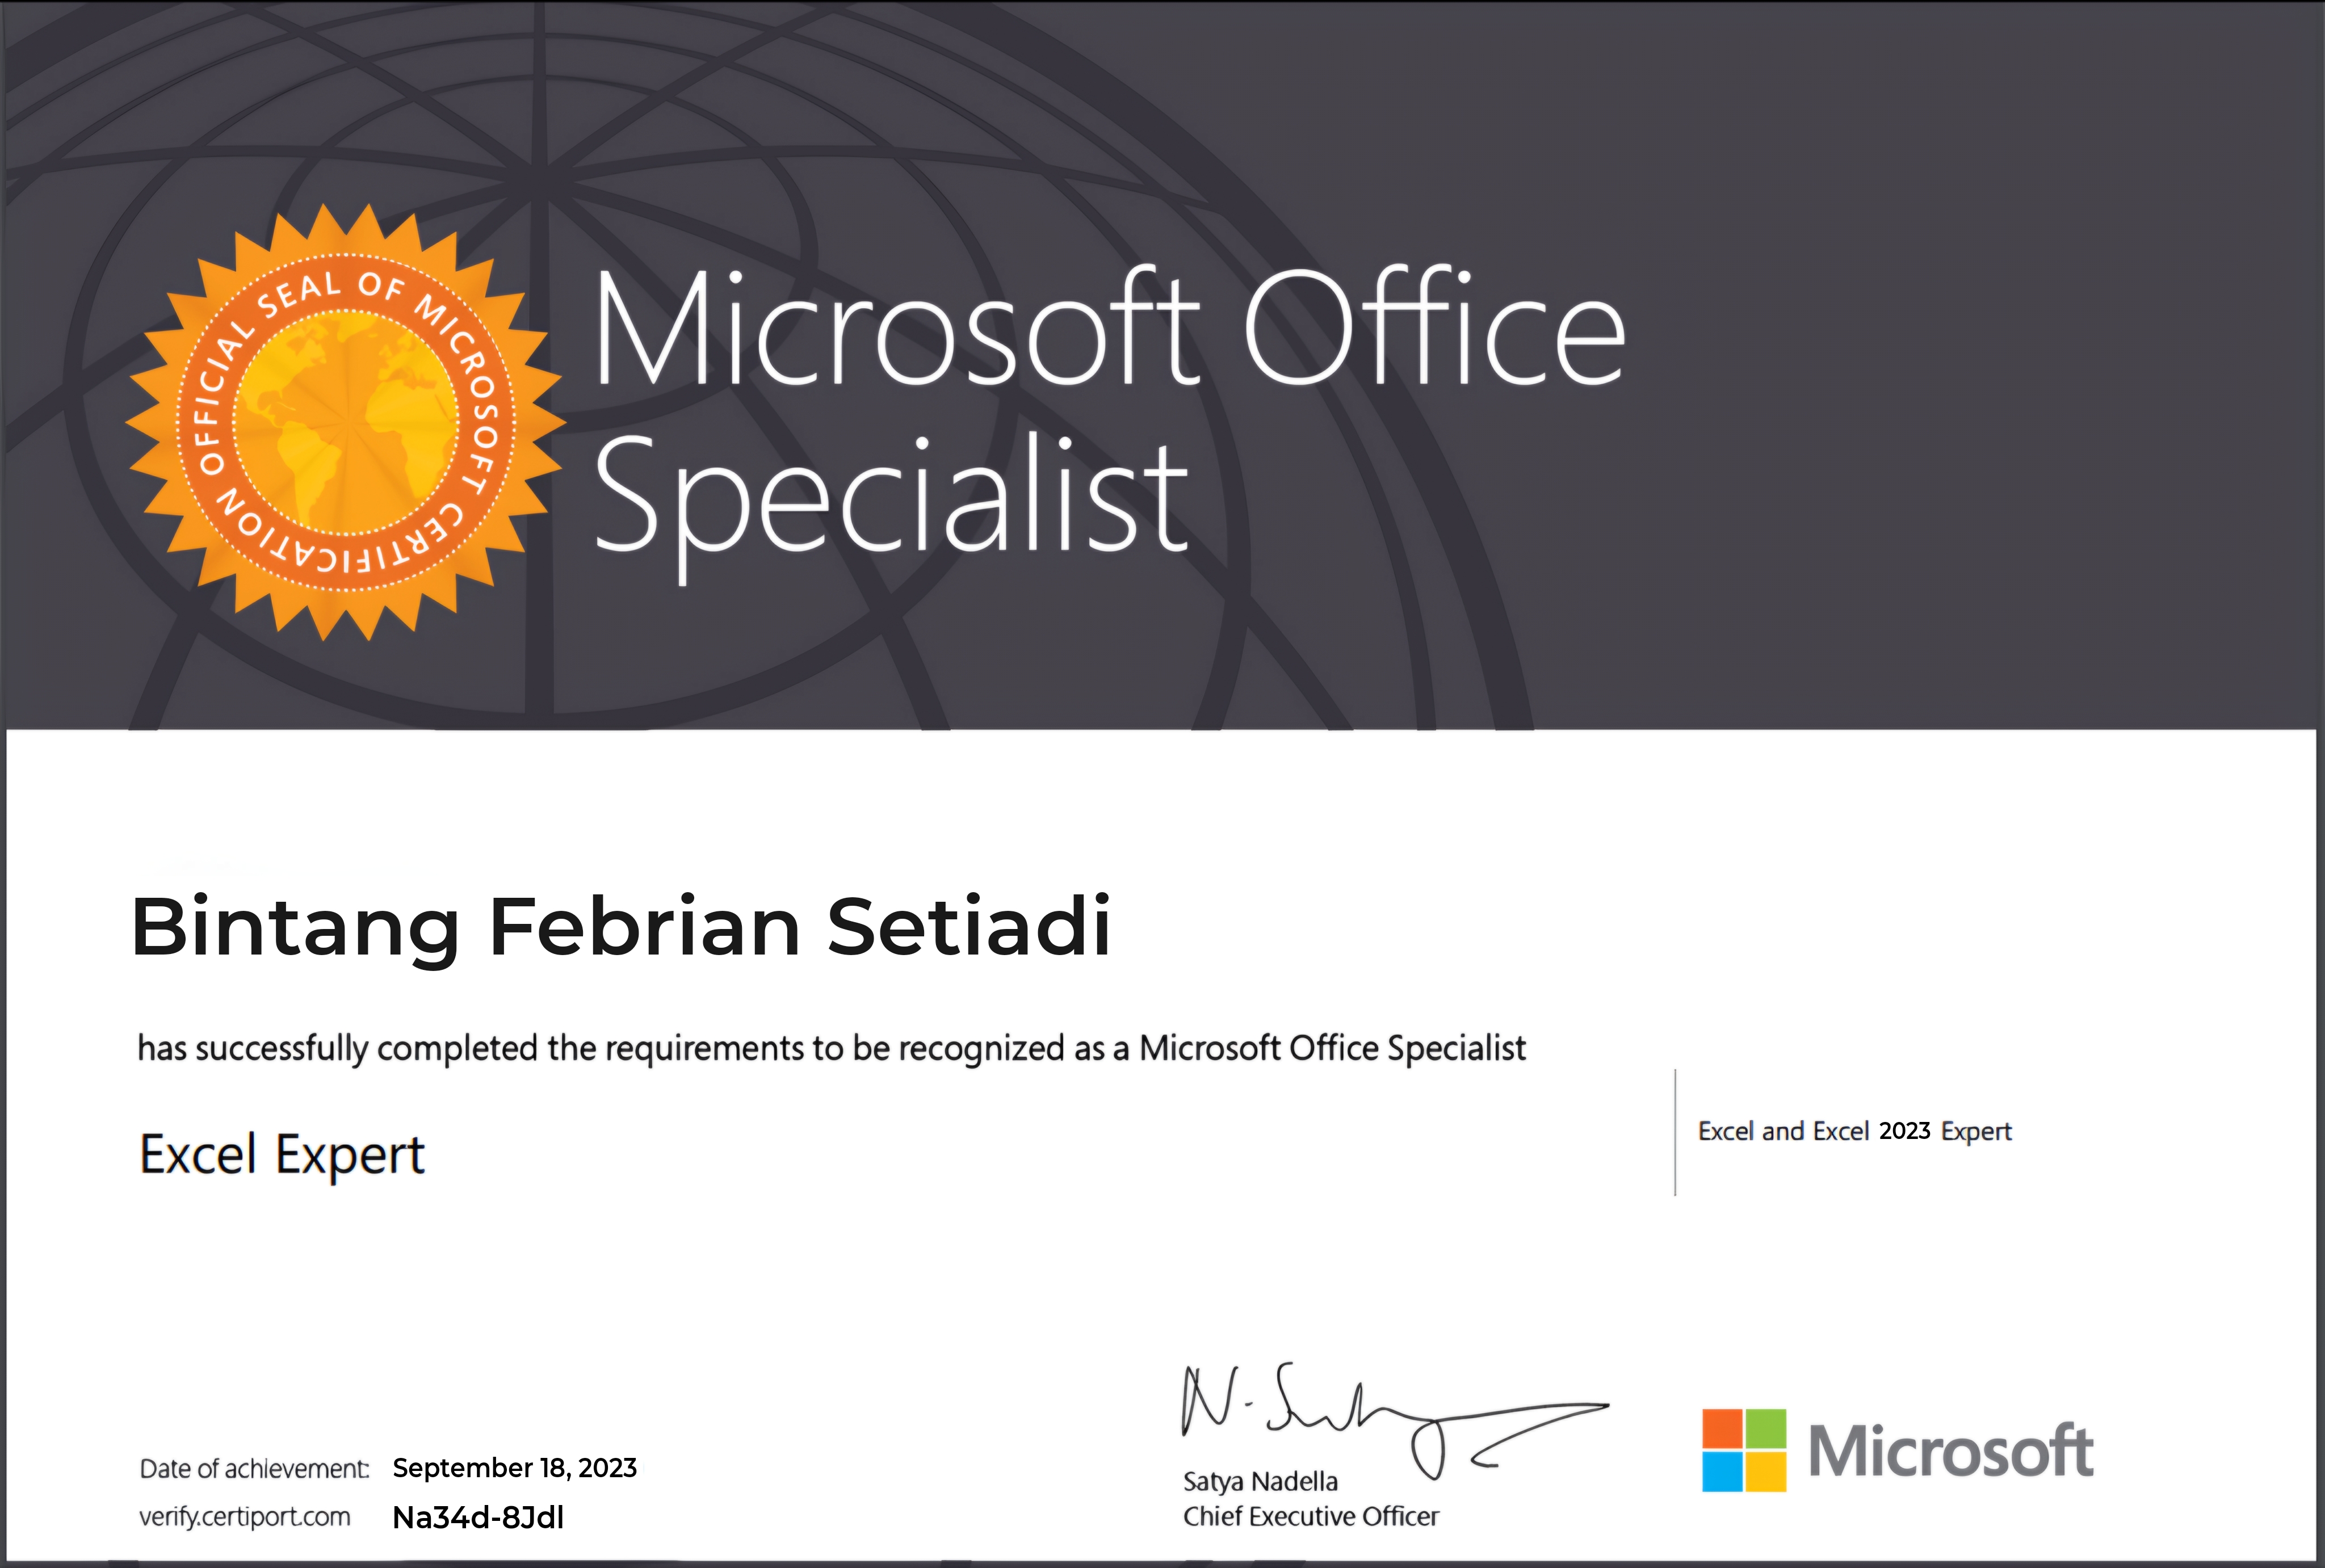 OFFICIAL SEAL OF MICROSOFT CERTIFICATION
Microsoft Office
Specialist
Bintang Febrian Setiadi
has successfully completed the requirements to be recognized as a Microsoft Office Specialist
Excel Expert
Excel and Excel 2023 Expert
Date of achievement: September 18, 2023
verify.certiport.com Na34d-8Jdl
N. Satya
Satya Nadella
Chief Executive Officer
Microsoft